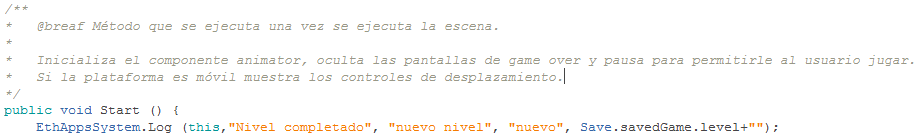 /**
*   @breaf Método que se ejecuta una vez se ejecuta la escena.
*
*   Inicializa el componente animator, oculta las pantallas de game over y pausa para permitirle al usuario jugar.
*   Si la plataforma es móvil muestra los controles de desplazamiento.
*/
public void Start () {
    EthAppsSystem.Log (this,"Nivel completado", "nuevo nivel", "nuevo", Save.savedGame.level+"");